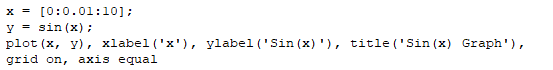 x = [0:0.01:10];
y = sin(x);
plot(x, y), xlabel('x'), ylabel('Sin(x)'), title('Sin(x) Graph'),
grid on, axis equal